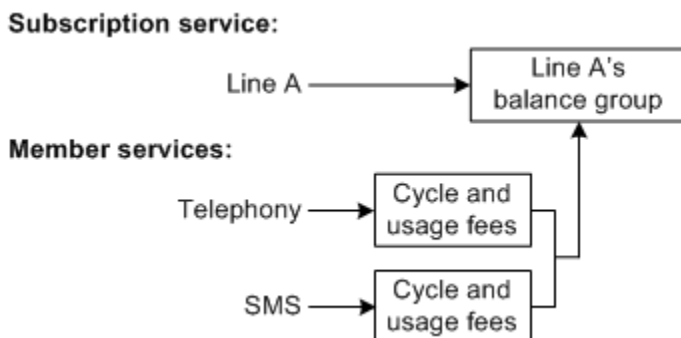 Subscription service:
Line A
Line A's
balance group
Member services:
Telephony
Cycle and
usage fees
SMS
Cycle and
usage fees